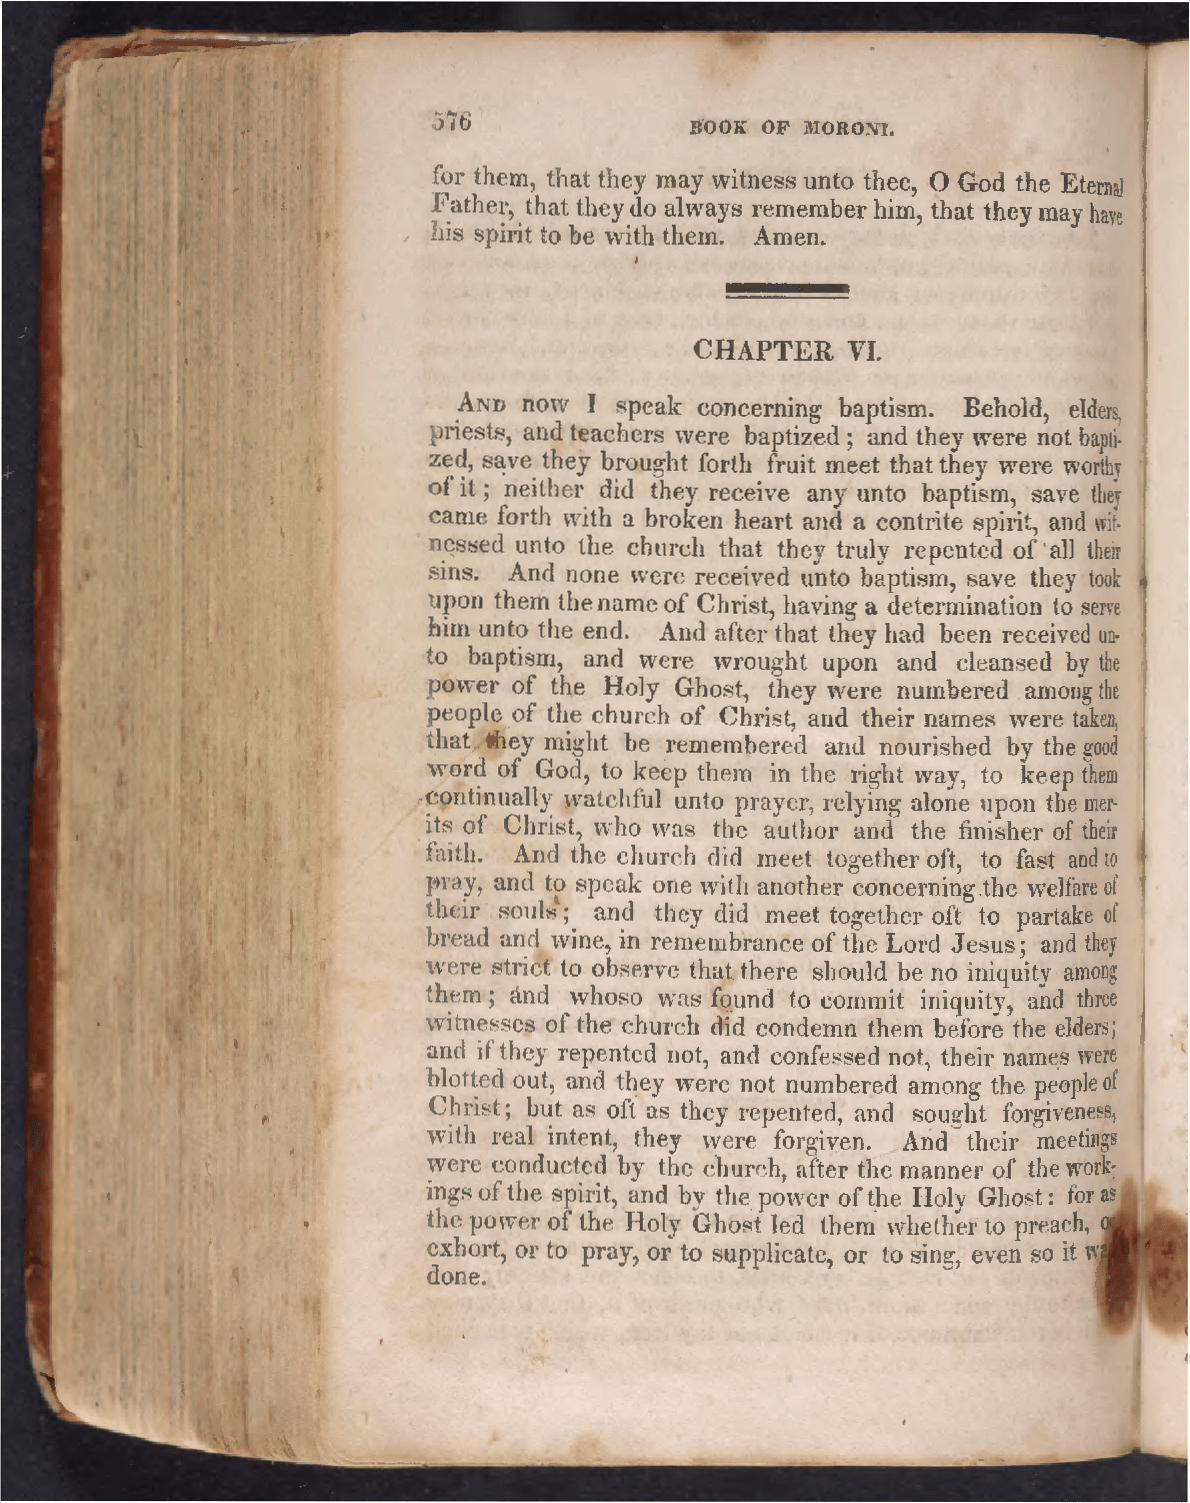 576 BOOK OF MORONI.
for them, that they may witness unto thee, O God the Eternal
Father, that they do always remember him, that they may have
his spirit to be with them. Amen.
CHAPTER VI.
AND now I speak concerning baptism. Behold, elders,
priests, and teachers were baptized; and they were not bapti-
zed, save they brought forth fruit meet that they were worthy
of it; neither did they receive any unto baptism, save they
came forth with a broken heart and a contrite spirit, and wit-
nessed unto the church that they truly repented of all their
sins. And none were received unto baptism, save they took
upon them the name of Christ, having a determination to serve
him unto the end. And after that they had been received un-
to baptism, and were wrought upon and cleansed by the
power of the Holy Ghost, they were numbered among the
people of the church of Christ, and their names were taken,
that they might be remembered and nourished by the good
word of God, to keep them in the right way, to keep them
continually watchful unto prayer, relying alone upon the mer-
its of Christ, who was the author and the finisher of their
faith. And the church did meet together oft, to fast and to
pray, and to speak one with another concerning the welfare of
their souls; and they did meet together oft to partake of
bread and wine, in remembrance of the Lord Jesus; and they
were strict to observe that there should be no iniquity among
them; and whoso was found to commit iniquity, and three
witnesses of the church did condemn them before the elders;
and if they repented not, and confessed not, their names were
blotted out, and they were not numbered among the people of
Christ; but as oft as they repented, and sought forgiveness,
with real intent, they were forgiven. And their meetings
were conducted by the church, after the manner of the work-
ings of the spirit, and by the power of the Holy Ghost: for as
the power of the Holy Ghost led them whether to preach, or
exhort, or to pray, or to supplicate, or to sing, even so it was
done.